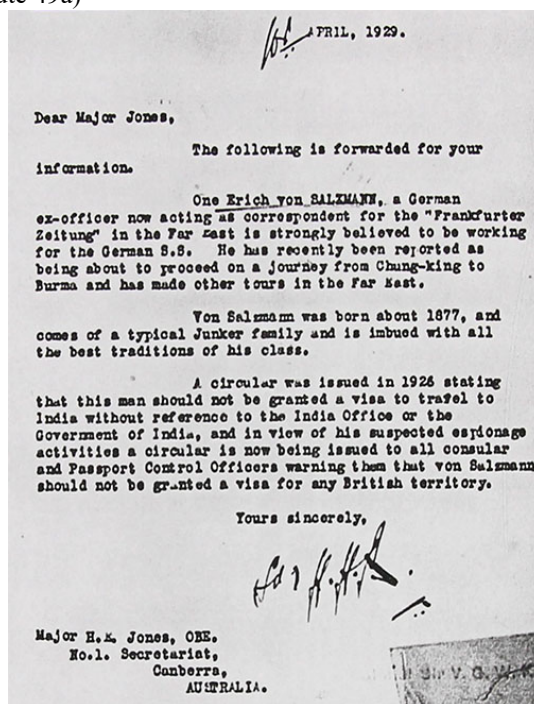 APRIL, 1929.
Dear Major Jones,
The following is forwarded for your
information.
One Erich von SALZMANN, a German
ex-officer now acting as correspondent for the "Frankfurter
Zeitung" in the Far East is strongly believed to be working
for the German S.S. He has recently been reported as
being about to proceed on a journey from Chung-king to
Burma and has made other tours in the Far East.
Von Salzmann was born about 1877, and
comes of a typical Junker family and is imbued with all
the best traditions of his class.
A circular was issued in 1926 stating
that this man should not be granted a visa to travel to
India without reference to the India Office or the
Government of India, and in view of his suspected espionage
activities a circular is now being issued to all consular
and Passport Control Officers warning them that von Salzmann
should not be granted a visa for any British territory.
Yours sincerely,
Major H.E. Jones, OBE.
No.1. Secretariat,
Canberra,
AUSTRALIA.
V. G. W.